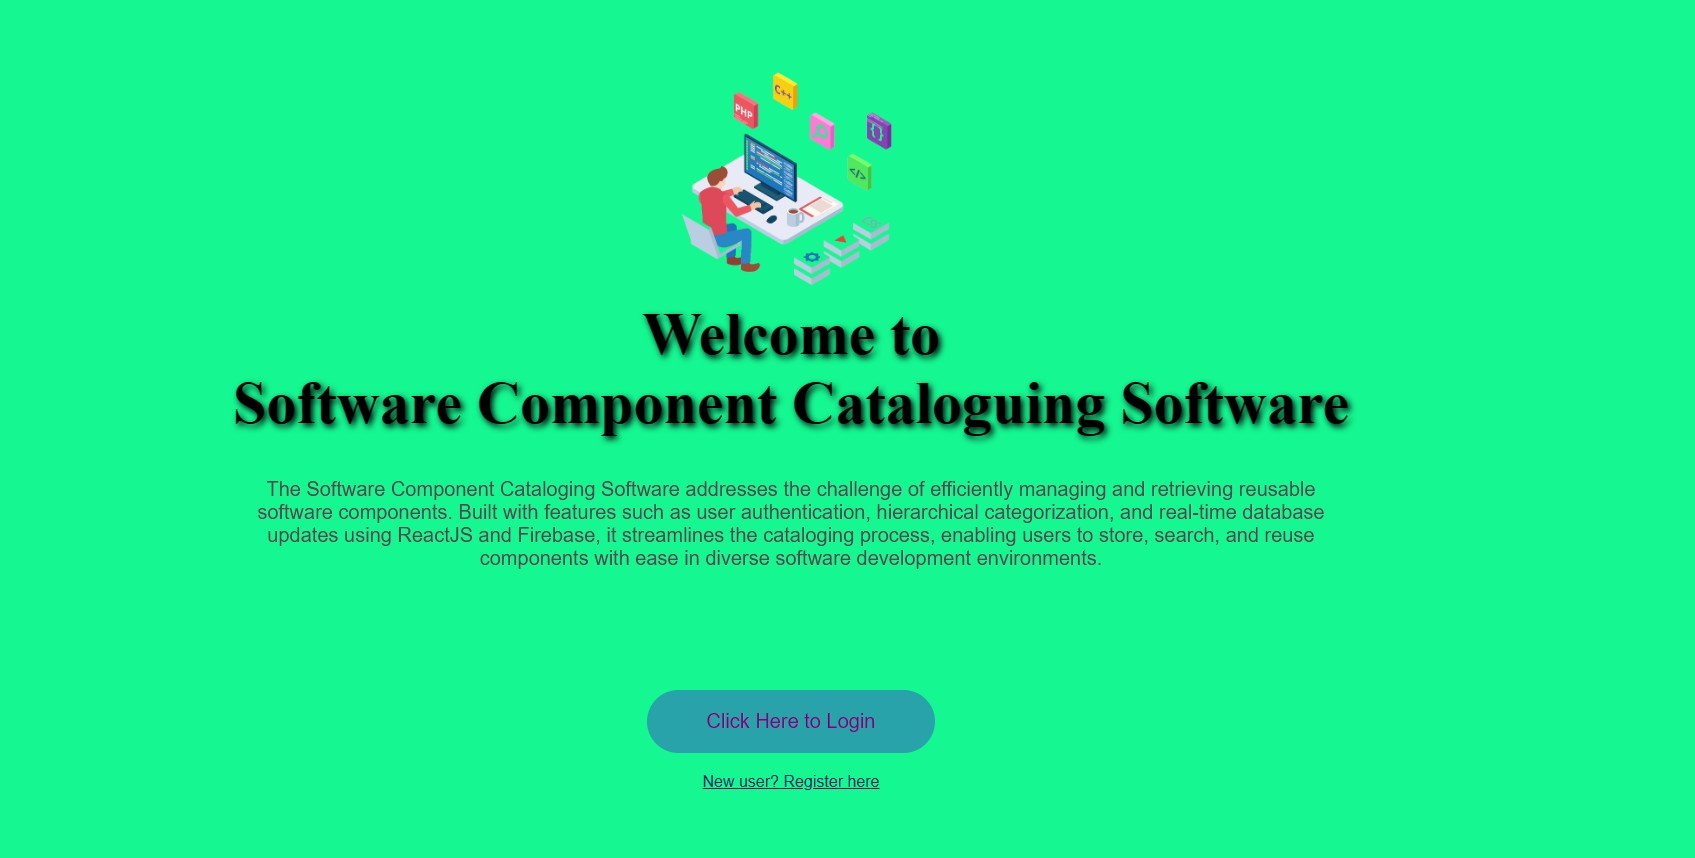 C++
PHP
{}
</>
Welcome to
Software Component Cataloguing Software
The Software Component Cataloging Software addresses the challenge of efficiently managing and retrieving reusable
software components. Built with features such as user authentication, hierarchical categorization, and real-time database
updates using ReactJS and Firebase, it streamlines the cataloging process, enabling users to store, search, and reuse
components with ease in diverse software development environments.
Click Here to Login
New user? Register here